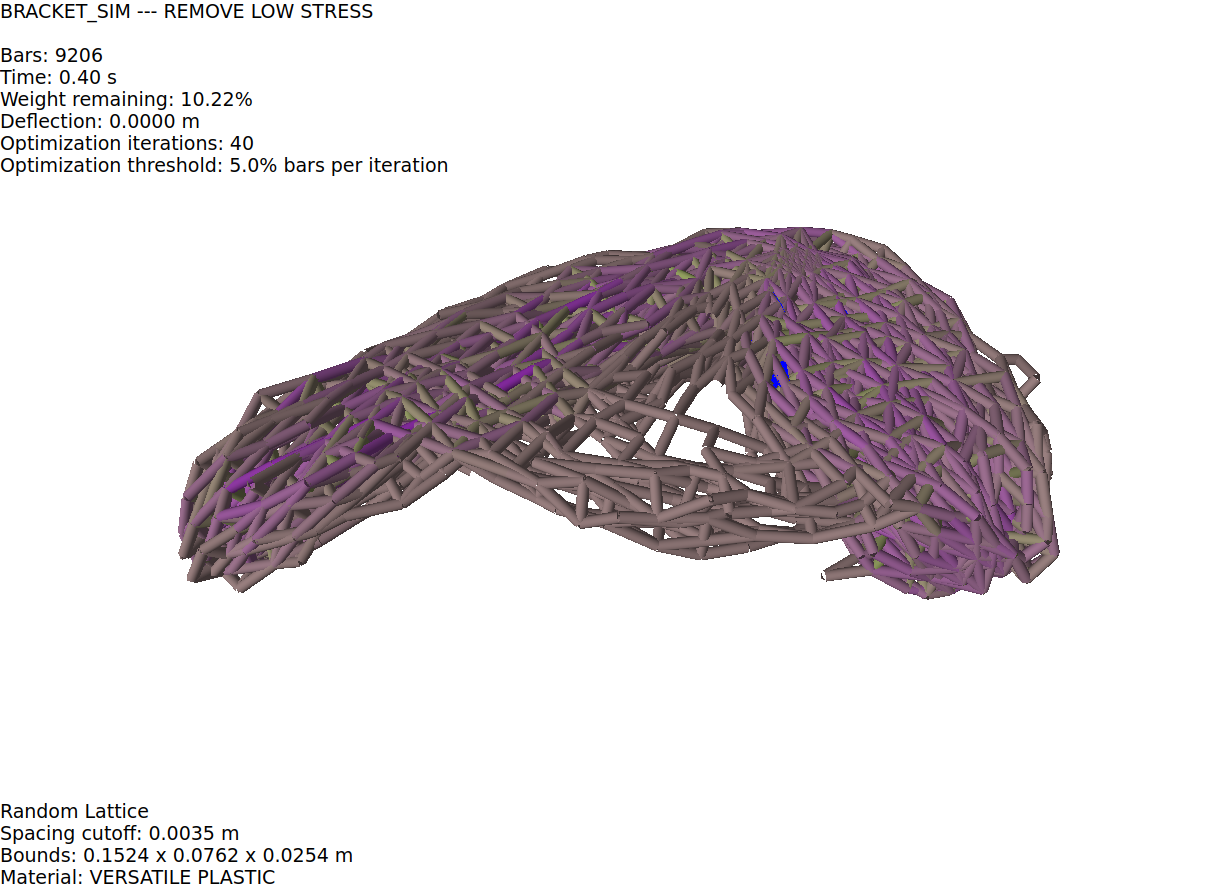 BRACKET_SIM --- REMOVE LOW STRESS
Bars: 9206
Time: 0.40 s
Weight remaining: 10.22%
Deflection: 0.0000 m
Optimization iterations: 40
Optimization threshold: 5.0% bars per iteration
Random Lattice
Spacing cutoff: 0.0035 m
Bounds: 0.1524 x 0.0762 x 0.0254 m
Material: VERSATILE PLASTIC